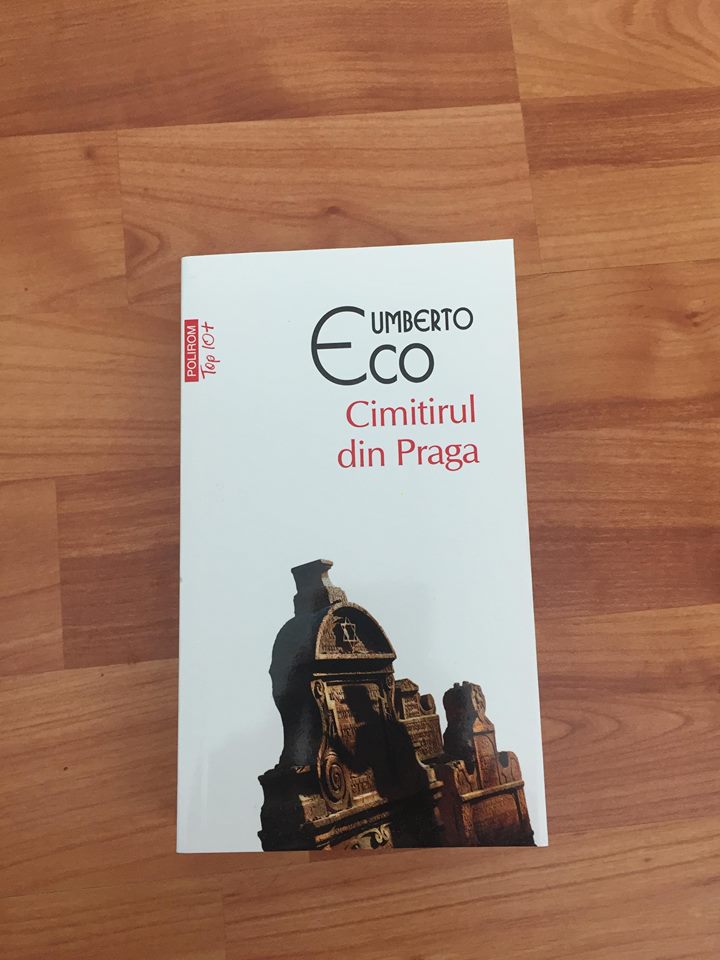 POLIROM
Top 10+
UMBERTO
ECO
Cimitirul
din Praga